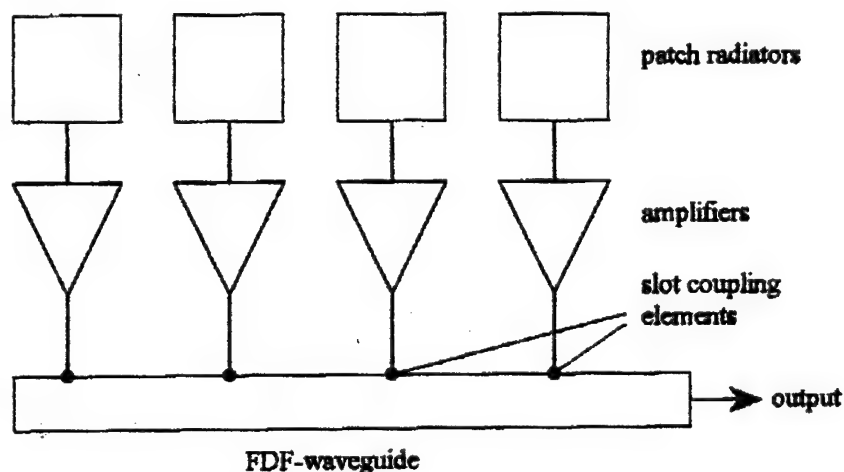 patch radiators
amplifiers
slot coupling
elements
output
FDF-waveguide